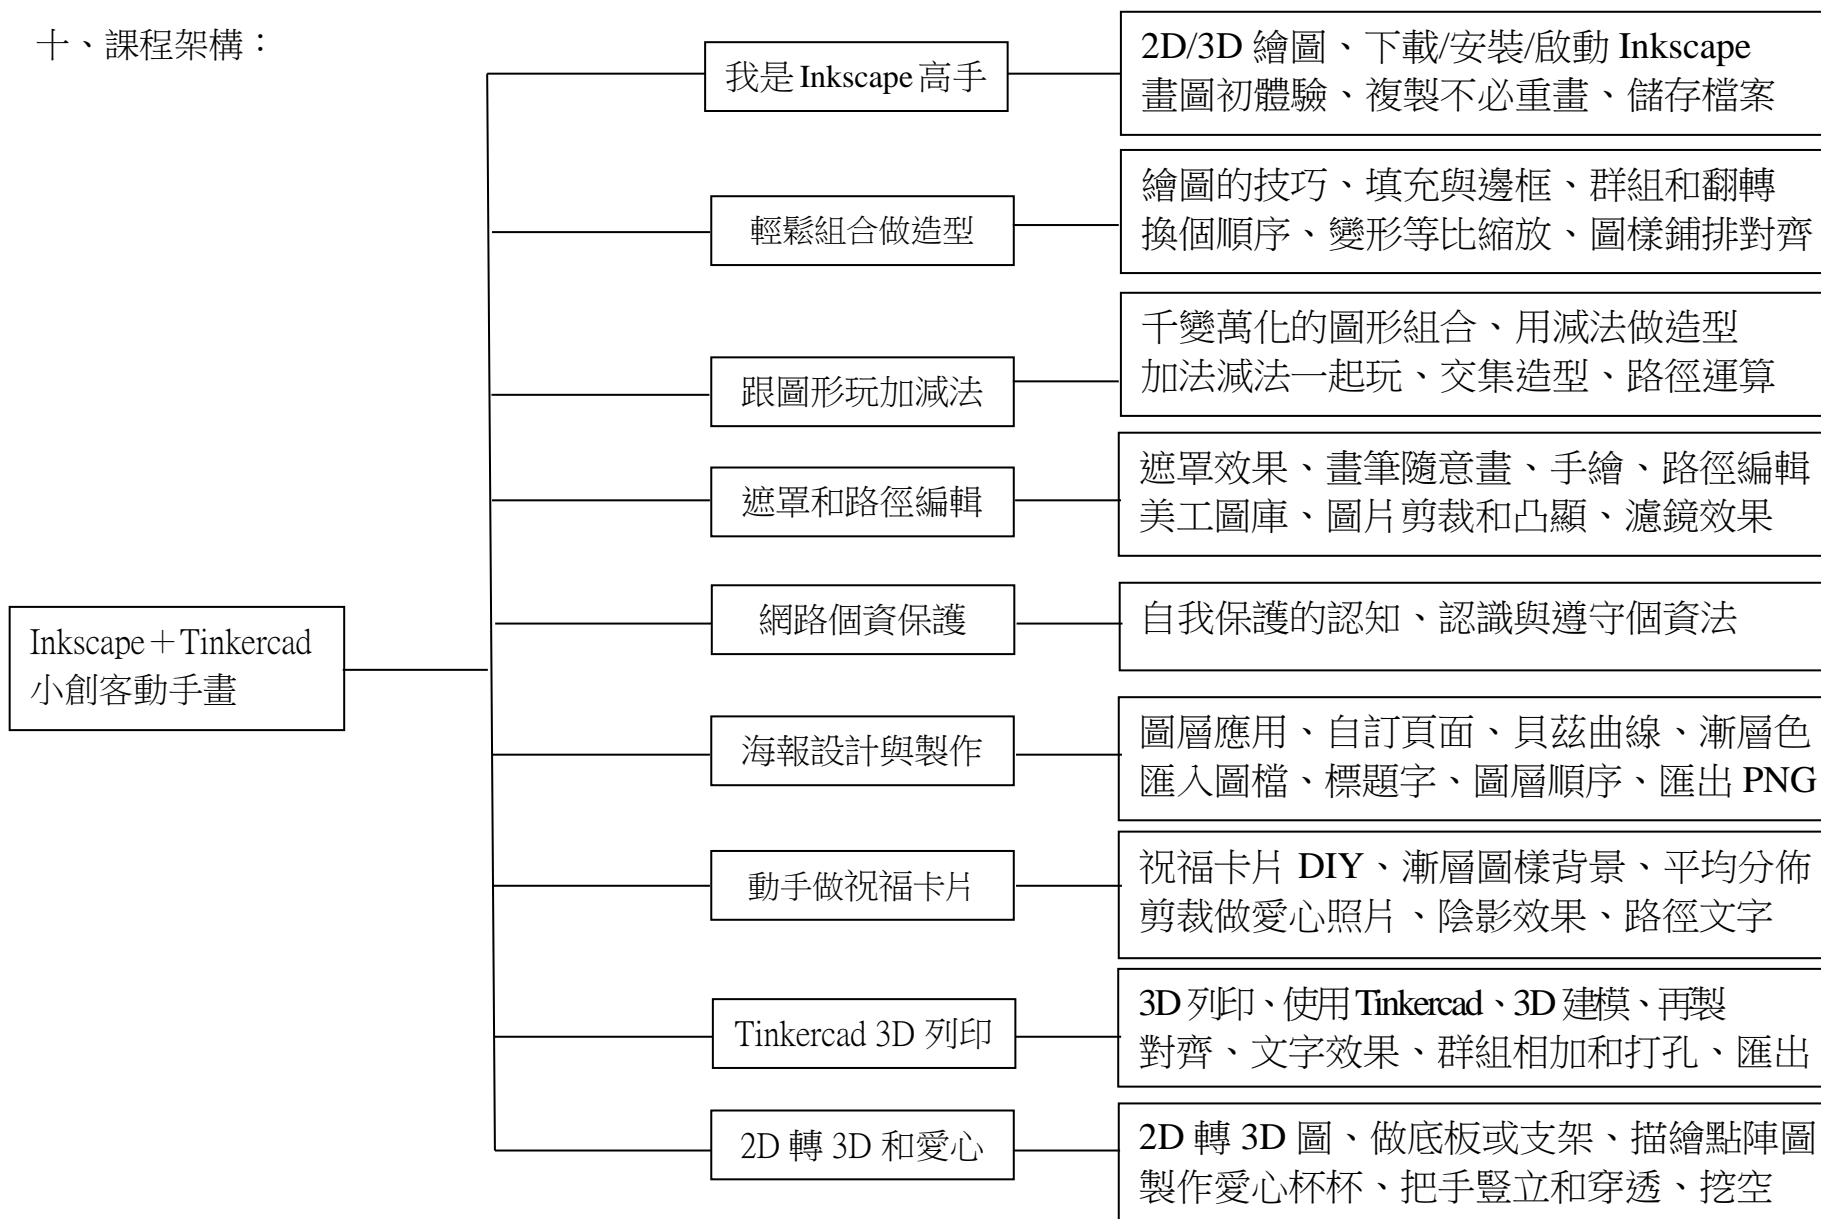 十、課程架構：
Inkscape＋Tinkercad
小創客動手畫
我是 Inkscape 高手
2D/3D 繪圖、下載/安裝/啟動 Inkscape
畫圖初體驗、複製不必重畫、儲存檔案
輕鬆組合做造型
繪圖的技巧、填充與邊框、群組和翻轉
換個順序、變形等比縮放、圖樣鋪排對齊
跟圖形玩加減法
千變萬化的圖形組合、用減法做造型
加法減法一起玩、交集造型、路徑運算
遮罩和路徑編輯
遮罩效果、畫筆隨意畫、手繪、路徑編輯
美工圖庫、圖片剪裁和凸顯、濾鏡效果
網路個資保護
自我保護的認知、認識與遵守個資法
海報設計與製作
圖層應用、自訂頁面、貝茲曲線、漸層色
匯入圖檔、標題字、圖層順序、匯出 PNG
動手做祝福卡片
祝福卡片 DIY、漸層圖樣背景、平均分佈
剪裁做愛心照片、陰影效果、路徑文字
Tinkercad 3D 列印
3D 列印、使用 Tinkercad、3D 建模、再製
對齊、文字效果、群組相加和打孔、匯出
2D 轉 3D 和愛心
2D 轉 3D 圖、做底板或支架、描繪點陣圖
製作愛心杯杯、把手豎立和穿透、挖空